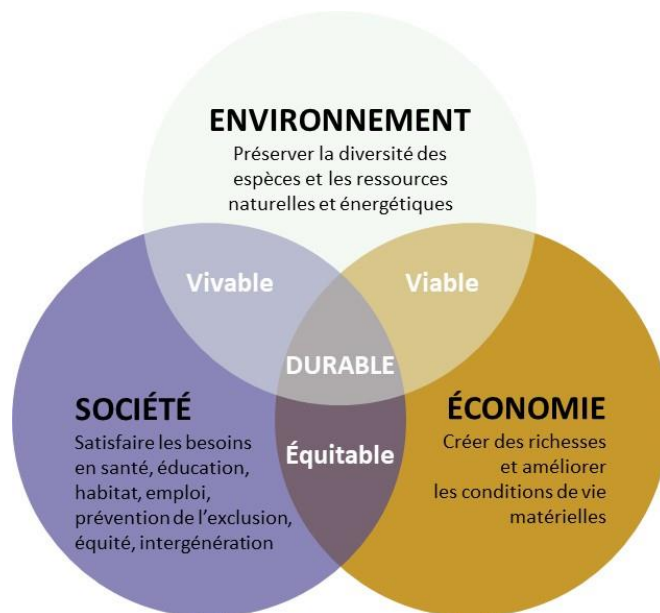 ENVIRONNEMENT
Préserver la diversité des
espèces et les ressources
naturelles et énergétiques
Vivable
Viable
DURABLE
SOCIÉTÉ
Satisfaire les besoins
en santé, éducation,
habitat, emploi,
prévention de l’exclusion,
équité, intergénération
Équitable
ÉCONOMIE
Créer des richesses
et améliorer
les conditions de vie
matérielles